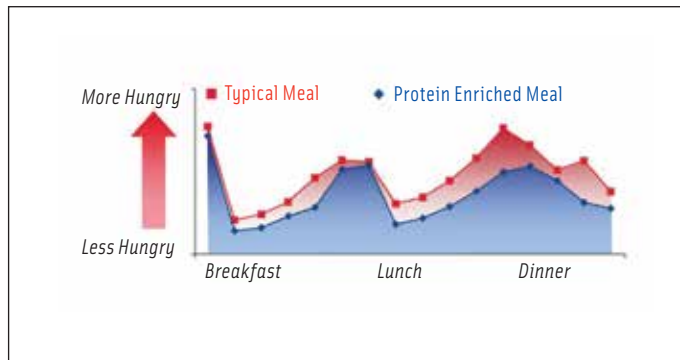 More Hungry
Typical Meal
Protein Enriched Meal
Less Hungry
Breakfast
Lunch
Dinner